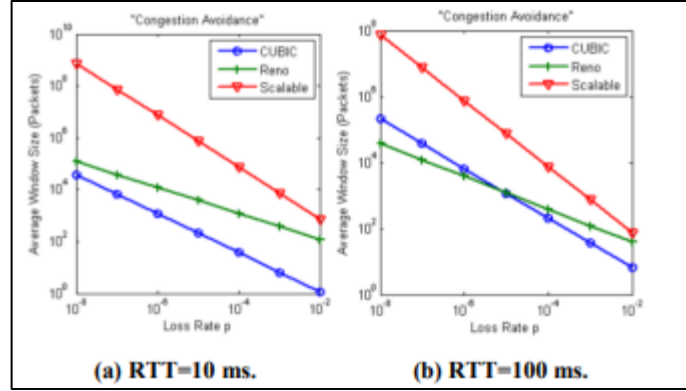 "Congestion Avoidance"
10^10
10^8
10^6
10^4
10^2
10^0
Average Window Size (Packets)
CUBIC
Reno
Scalable
10^-8
10^-6
10^-4
10^-2
Loss Rate p
(a) RTT=10 ms.
"Congestion Avoidance"
10^8
10^6
10^4
10^2
10^0
Average Window Size (Packets)
CUBIC
Reno
Scalable
10^-8
10^-6
10^-4
10^-2
Loss Rate p
(b) RTT=100 ms.